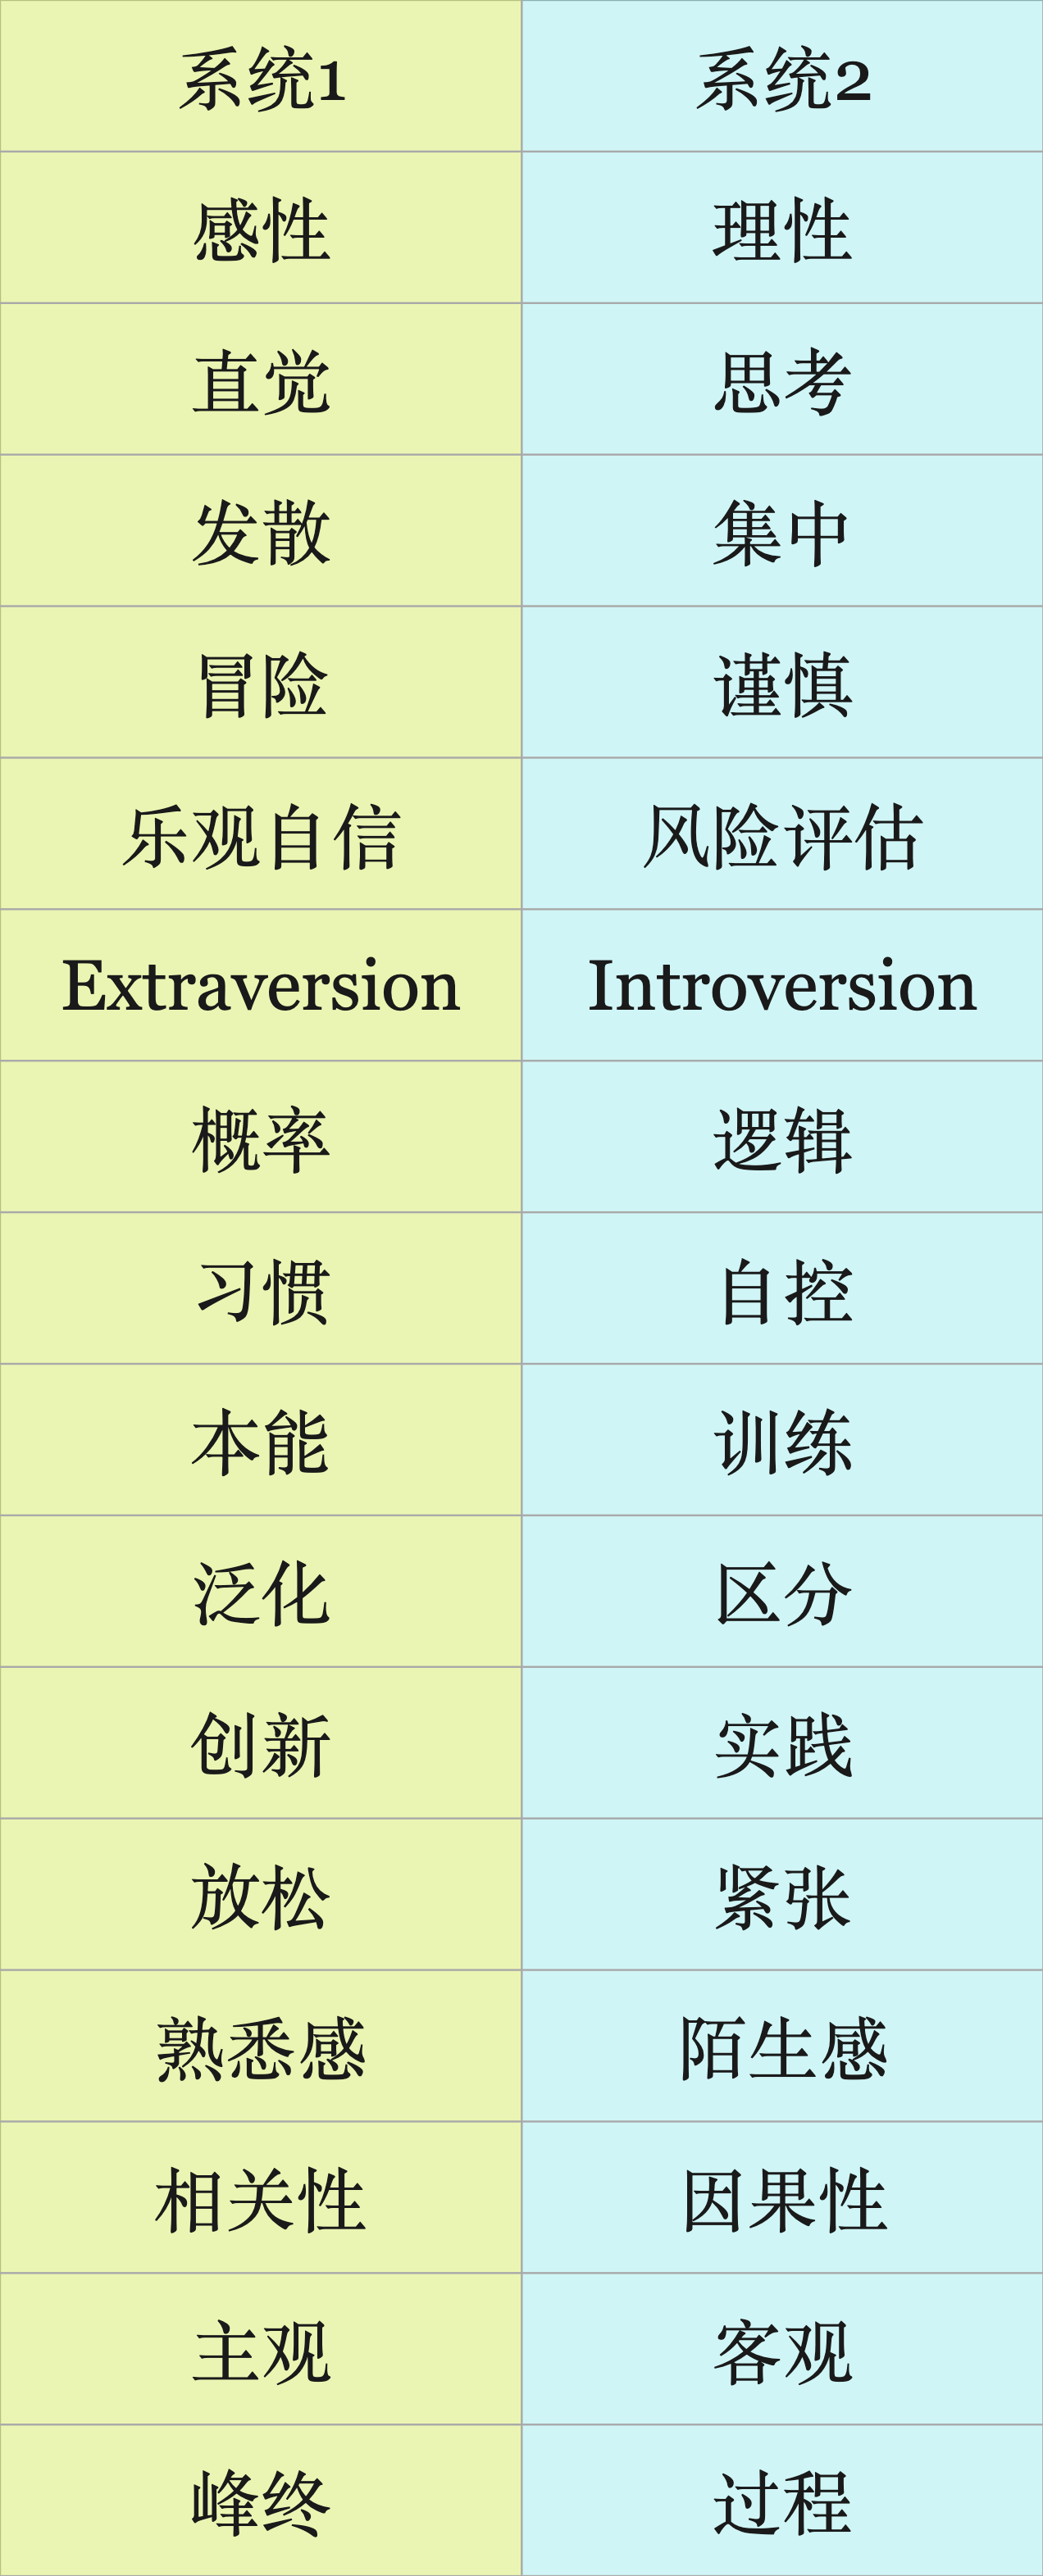 系统1 系统2
感性 理性
直觉 思考
发散 集中
冒险 谨慎
乐观自信 风险评估
Extraversion Introversion
概率 逻辑
习惯 自控
本能 训练
泛化 区分
创新 实践
放松 紧张
熟悉感 陌生感
相关性 因果性
主观 客观
峰终 过程